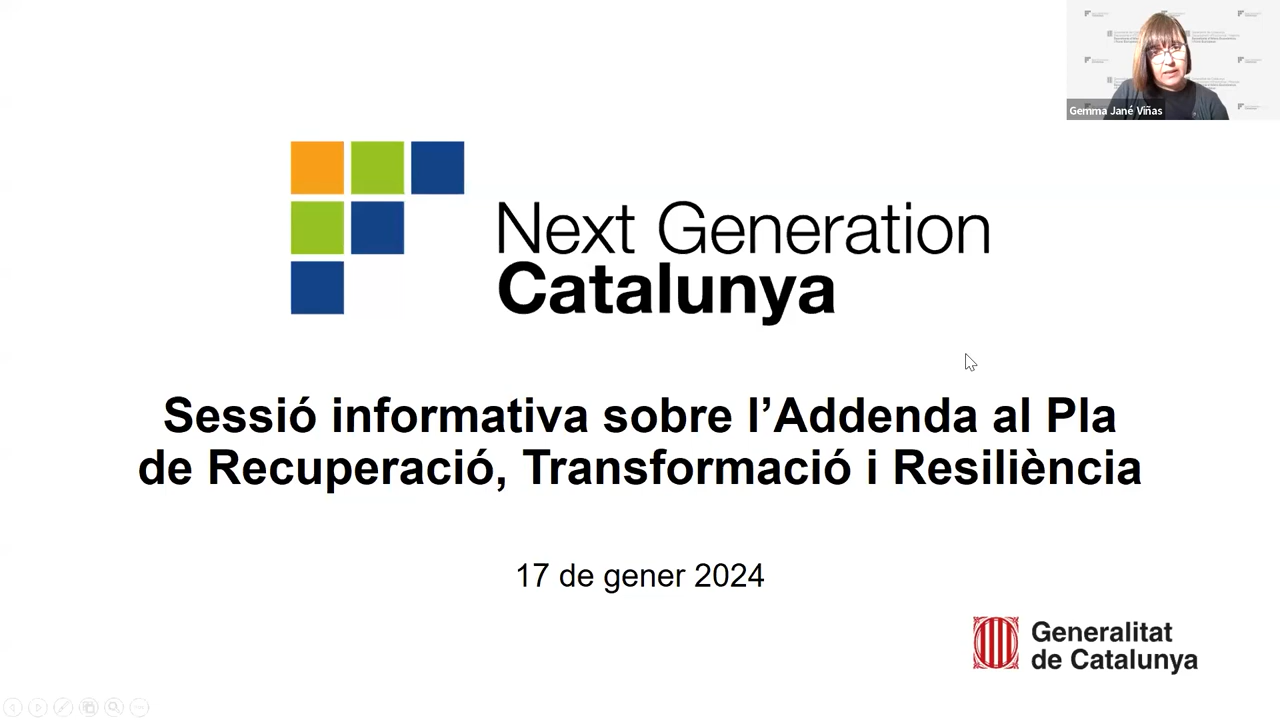 Gemma Jané Viñas
Next Generation
Catalunya
Sessió informativa sobre l’Addenda al Pla
de Recuperació, Transformació i Resiliència
17 de gener 2024
Generalitat
de Catalunya